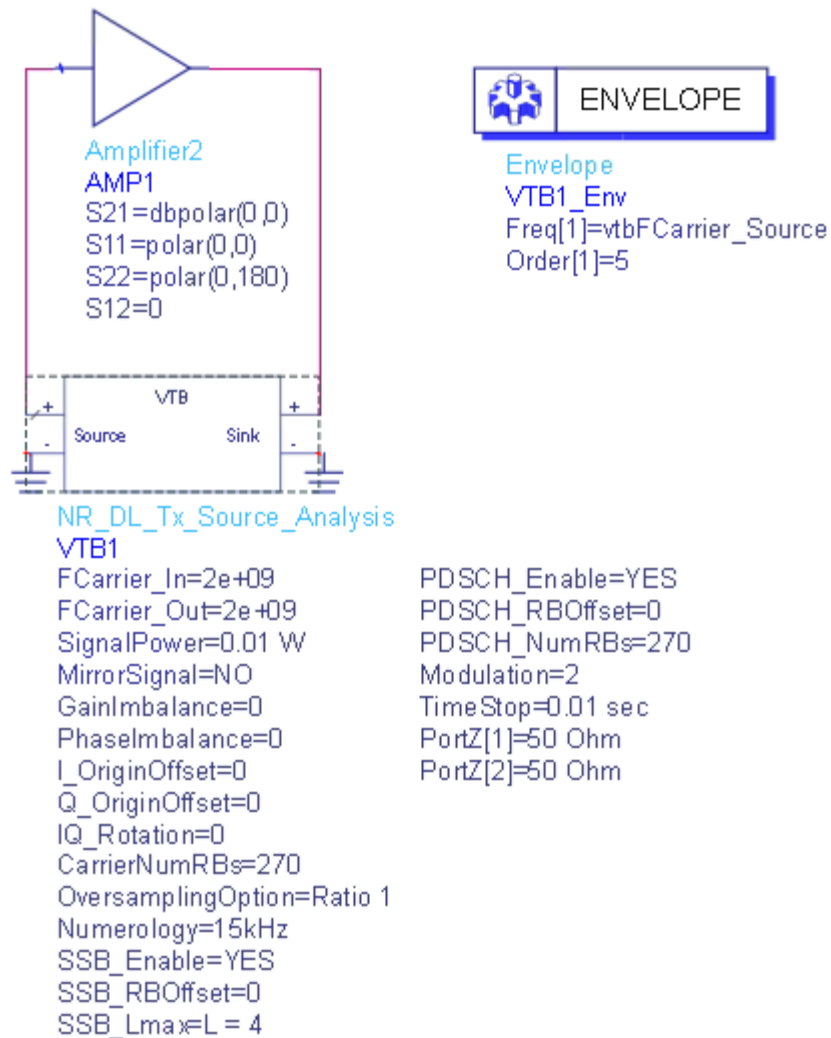 ENVELOPE
Amplifier2
AMP1
S21=dbpolar(0,0)
S11=polar(0,0)
S22=polar(0,180)
S12=0
Envelope
VTB1_Env
Freq[1]=vtbFCarrier_Source
Order[1]=5
VTB
+ +
Source Sink
- -
NR_DL_Tx_Source_Analysis
VTB1
FCarrier_In=2e+09
FCarrier_Out=2e+09
SignalPower=0.01 W
MirrorSignal=NO
GainImbalance=0
PhaseImbalance=0
I_OriginOffset=0
Q_OriginOffset=0
IQ_Rotation=0
CarrierNumRBs=270
OversamplingOption=Ratio 1
Numerology=15kHz
SSB_Enable=YES
SSB_RBOffset=0
SSB_Lmax=L = 4
PDSCH_Enable=YES
PDSCH_RBOffset=0
PDSCH_NumRBs=270
Modulation=2
TimeStop=0.01 sec
PortZ[1]=50 Ohm
PortZ[2]=50 Ohm